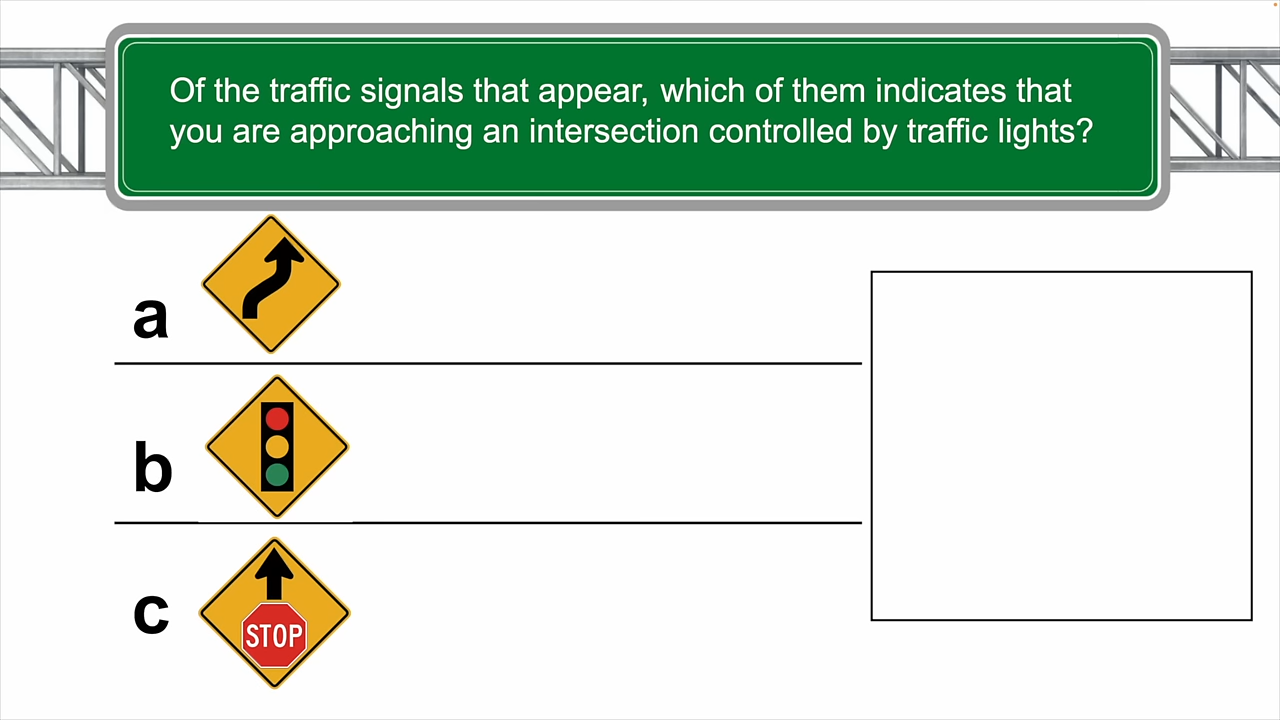 Of the traffic signals that appear, which of them indicates that
you are approaching an intersection controlled by traffic lights?
a
b
c
STOP